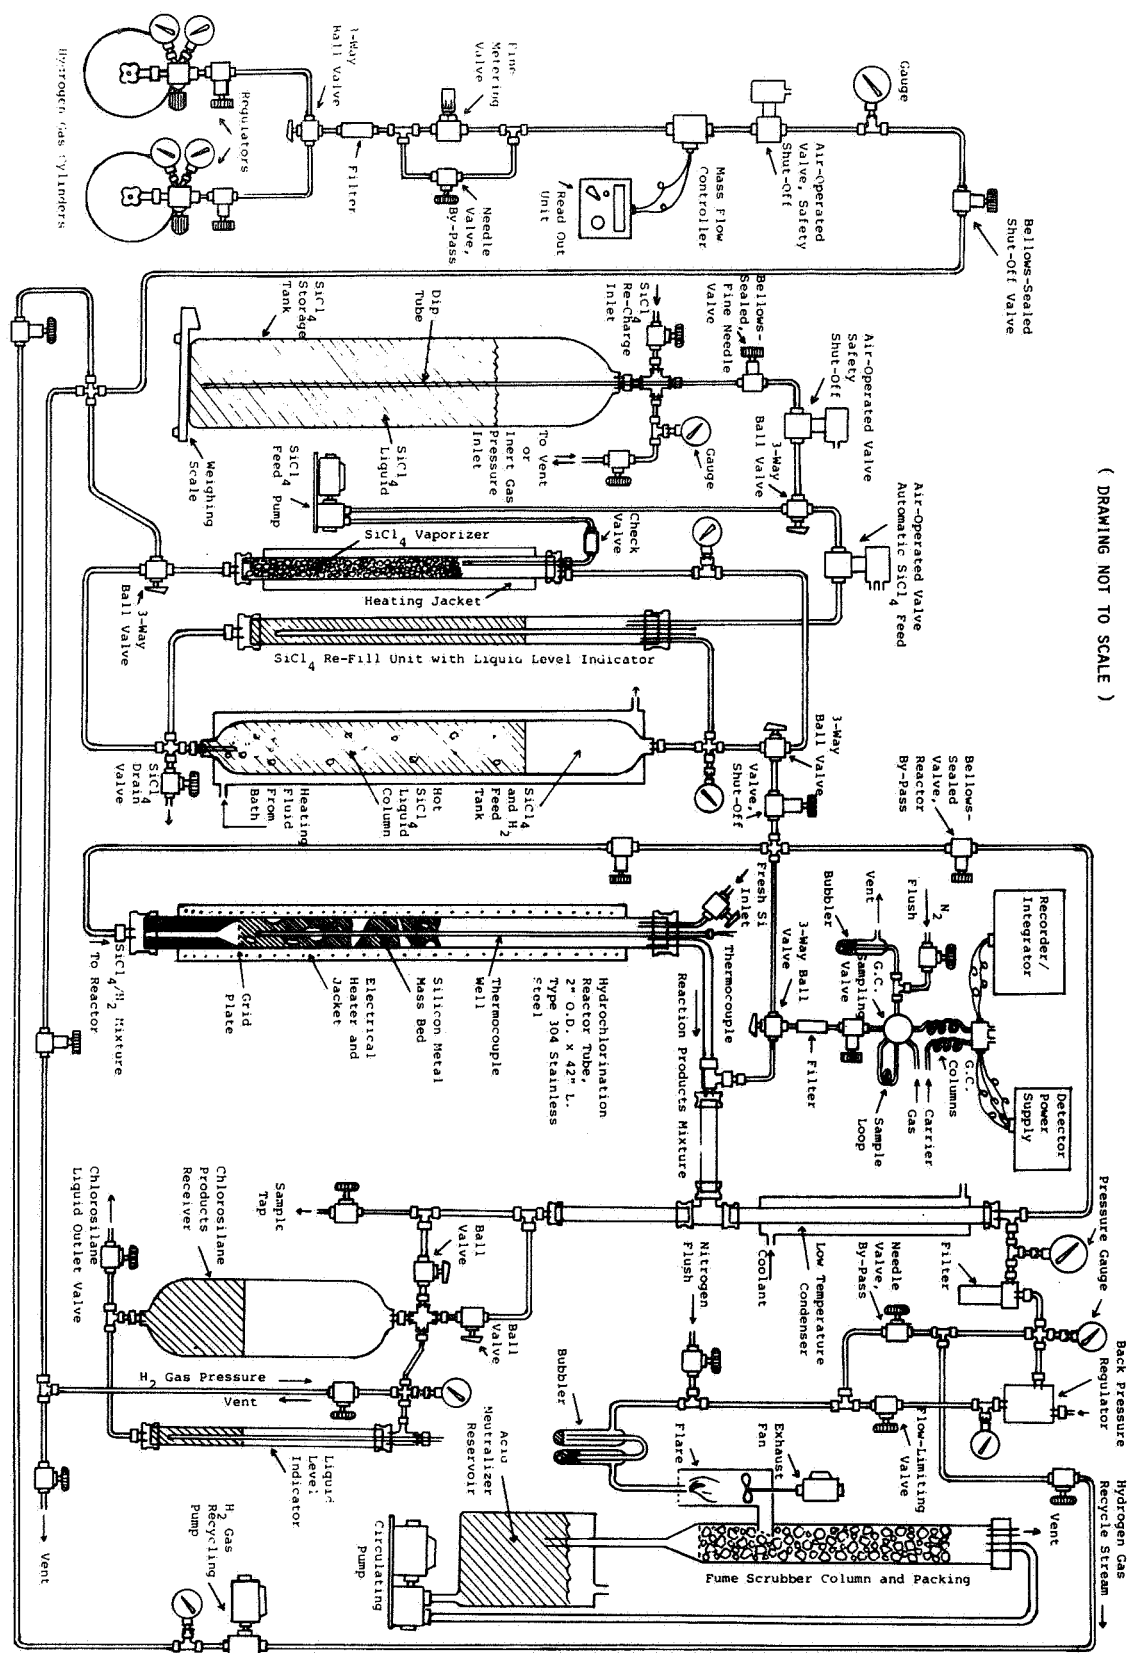 ( DRAWING NOT TO SCALE )
Hydrogen Gas Cylinders
Regulators
3-Way
Ball Valve
Filter
Fine
Metering
Valve
Needle
Valve,
By-Pass
Read Out
Unit
Mass Flow
Controller
Air-Operated
Valve, Safety
Shut-Off
Gauge
Bellows-Sealed
Shut-Off Valve
SiCl4
Storage
Tank
Dip
Tube
SiCl4
Re-Charge
Inlet
Bellows-
Sealed,
Fine Needle
Valve
Air-Operated Valve
Safety
Shut-Off
3-Way
Ball Valve
Air-Operated Valve
Automatic SiCl4 Feed
Weighing
Scale
SiCl4
Liquid
To Vent
or
Inert Gas
Pressure
Inlet
Gauge
SiCl4
Feed Pump
Check
Valve
SiCl4 Vaporizer
Heating Jacket
3-Way
Ball Valve
SiCl4 Re-Fill Unit with Liquid Level Indicator
SiCl4
Drain
Valve
Heating
Fluid
From
Bath
Hot
SiCl4
Liquid
Column
SiCl4
and H2
Feed
Tank
3-Way
Ball Valve
Valve,
Shut-Off
Bellows-
Sealed
Valve,
Reactor
By-Pass
SiCl4/H2 Mixture
To Reactor
Grid
Plate
Electrical
Heater and
Jacket
Silicon Metal
Mass Bed
Thermocouple
Well
Hydrochlorination
Reactor Tube,
2" O.D. x 42" L.
Type 304 Stainless
Steel
Fresh Si
Inlet
Thermocouple
Reaction Products Mixture
3-Way Ball
Valve
Filter
Bubbler
Vent
N2
Flush
G.C.
Sampling
Valve
Sample
Loop
Carrier
Gas
G.C.
Columns
Recorder/
Integrator
Detector
Power
Supply
Chlorosilane
Liquid Outlet Valve
Chlorosilane
Products
Receiver
Sample
Tap
Ball
Valve
Ball
Valve
H2 Gas Pressure
Vent
Liquid
Level
Indicator
Nitrogen
Flush
Coolant
Low Temperature
Condenser
Needle
Valve,
By-Pass
Filter
Pressure Gauge
Back Pressure
Regulator
Hydrogen Gas
Recycle Stream
Flow-Limiting
Valve
Vent
Bubbler
Flare
Exhaust
Fan
Acid
Neutralizer
Reservoir
Circulating
Pump
Fume Scrubber Column and Packing
H2 Gas
Recycling
Pump
Vent